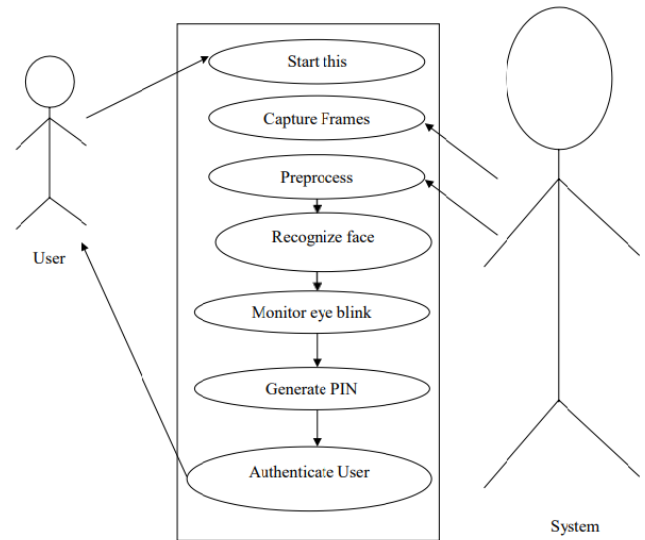 Start this
Capture Frames
Preprocess
Recognize face
User
Monitor eye blink
Generate PIN
Authenticate User
System